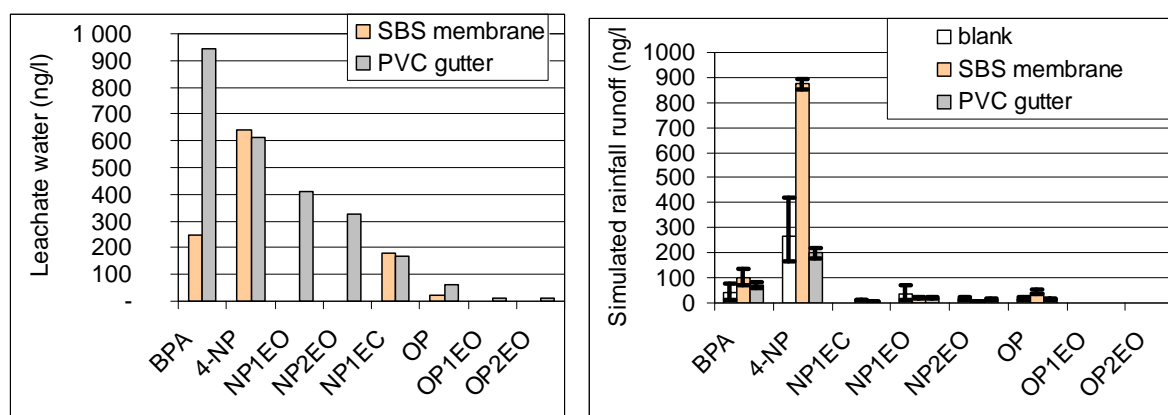 Leachate water (ng/l)
1 000
900
800
700
600
500
400
300
200
100
-
SBS membrane
PVC gutter
BPA
4-NP
NP1EO
NP2EO
NP1EC
OP
OP1EO
OP2EO
Simulated rainfall runoff (ng/l
1000
900
800
700
600
500
400
300
200
100
0
blank
SBS membrane
PVC gutter
BPA
4-NP
NP1EC
NP1EO
NP2EO
OP
OP1EO
OP2EO